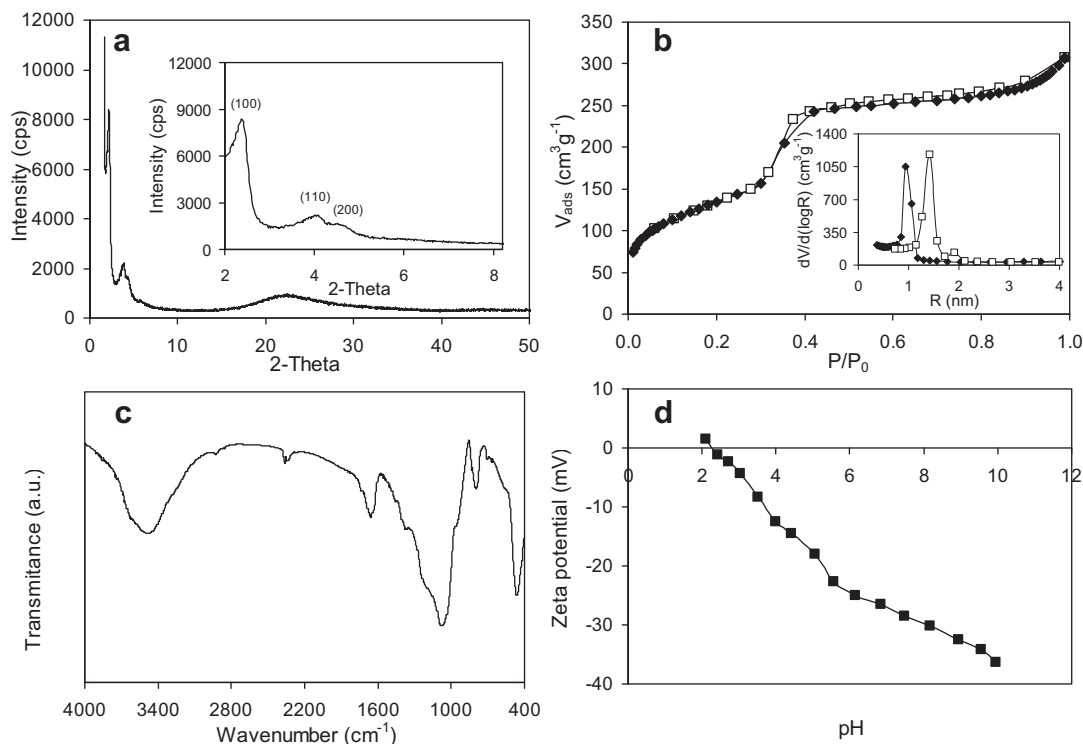 a
12000
10000
8000
6000
4000
2000
0
Intensity (cps)
0 10 20 30 40 50
2-Theta
12000
9000
6000
3000
0
Intensity (cps)
(100)
(110)
(200)
2 4 6 8
2-Theta
b
350
300
250
200
150
100
50
0
Vads (cm3g-1)
0.0 0.2 0.4 0.6 0.8 1.0
P/P0
1400
1050
700
350
0
dV/d(logR) (cm3g-1)
0 1 2 3 4
R (nm)
c
Transmitance (a.u.)
4000 3400 2800 2200 1600 1000 400
Wavenumber (cm-1)
d
10
0
-10
-20
-30
-40
Zeta potential (mV)
0 2 4 6 8 10 12
pH